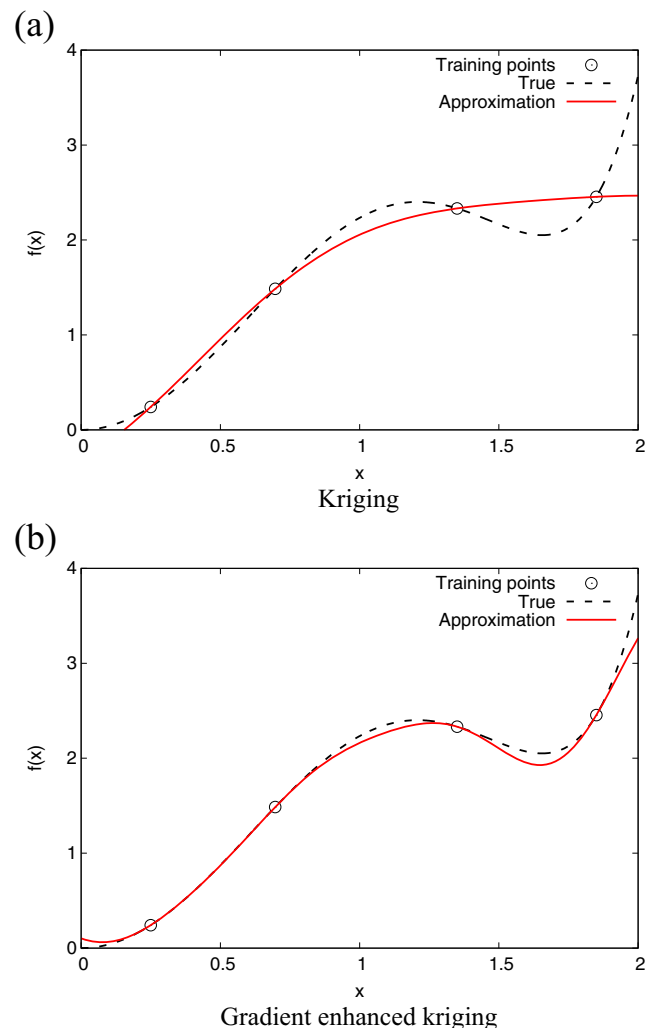 (a)
4
3
2
1
0
f(x)
Training points
True
Approximation
0 0.5 1 1.5 2
x
Kriging
(b)
4
3
2
1
0
f(x)
Training points
True
Approximation
0 0.5 1 1.5 2
x
Gradient enhanced kriging